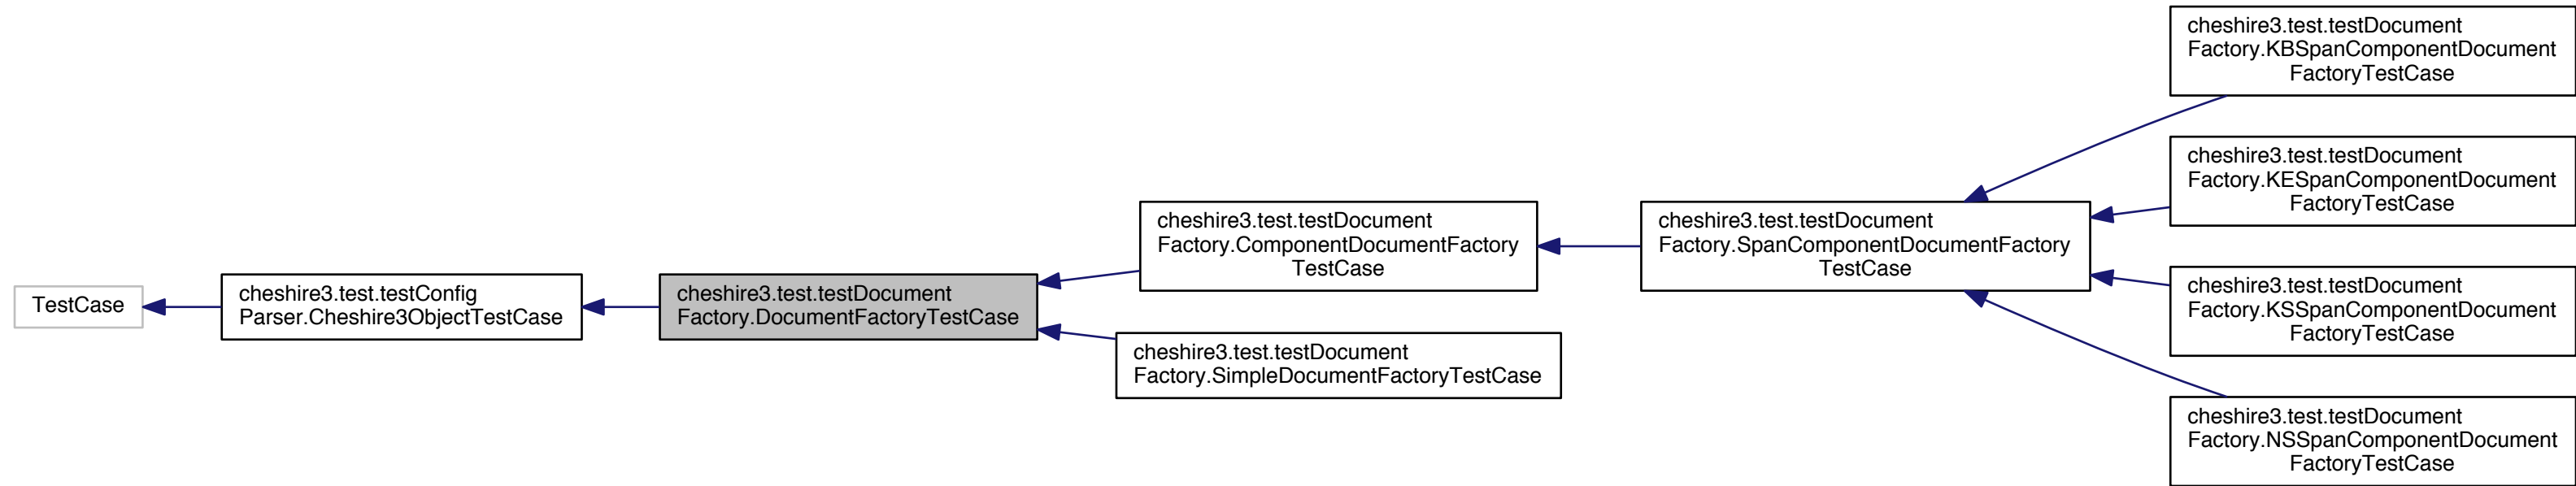 TestCase
cheshire3.test.testConfig
Parser.Cheshire3ObjectTestCase
cheshire3.test.testDocument
Factory.DocumentFactoryTestCase
cheshire3.test.testDocument
Factory.ComponentDocumentFactory
TestCase
cheshire3.test.testDocument
Factory.SimpleDocumentFactoryTestCase
cheshire3.test.testDocument
Factory.SpanComponentDocumentFactory
TestCase
cheshire3.test.testDocument
Factory.KBSpanComponentDocument
FactoryTestCase
cheshire3.test.testDocument
Factory.KESpanComponentDocument
FactoryTestCase
cheshire3.test.testDocument
Factory.KSSpanComponentDocument
FactoryTestCase
cheshire3.test.testDocument
Factory.NSSpanComponentDocument
FactoryTestCase